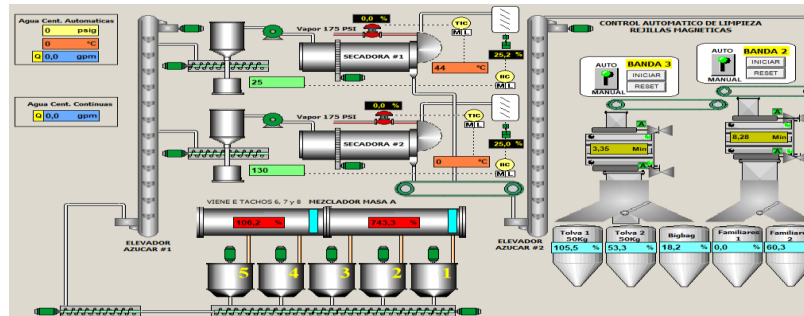 Agua Cent. Automaticas
0 psig
0 °C
Q 0,0 gpm
Agua Cent. Continuas
Q 0,0 gpm
Vapor 175 PSI
0,0 %
TIC
M L
SECADORA #1
44 °C
25,2 %
IIC
M L
25
Vapor 175 PSI
0,0 %
TIC
M L
SECADORA #2
0 °C
25,0 %
IIC
M L
130
VIENE E TACHOS 6, 7 y 8 MEZCLADOR MASA A
106,2 %
743,3 %
5 4 3 2 1
ELEVADOR
AZUCAR #1
ELEVADOR
AZUCAR #2
CONTROL AUTOMATICO DE LIMPIEZA
REJILLAS MAGNETICAS
AUTO
MANUAL
BANDA 3
INICIAR
RESET
AUTO
MANUAL
BANDA 2
INICIAR
RESET
A
3,35 Min
A
A
8,28 Min
A
Tolva 1
50Kg
105,5 %
Tolva 2
50Kg
53,3 %
Bigbag
18,2 %
Familiares
1
0,0 %
Familiare
2
60,3